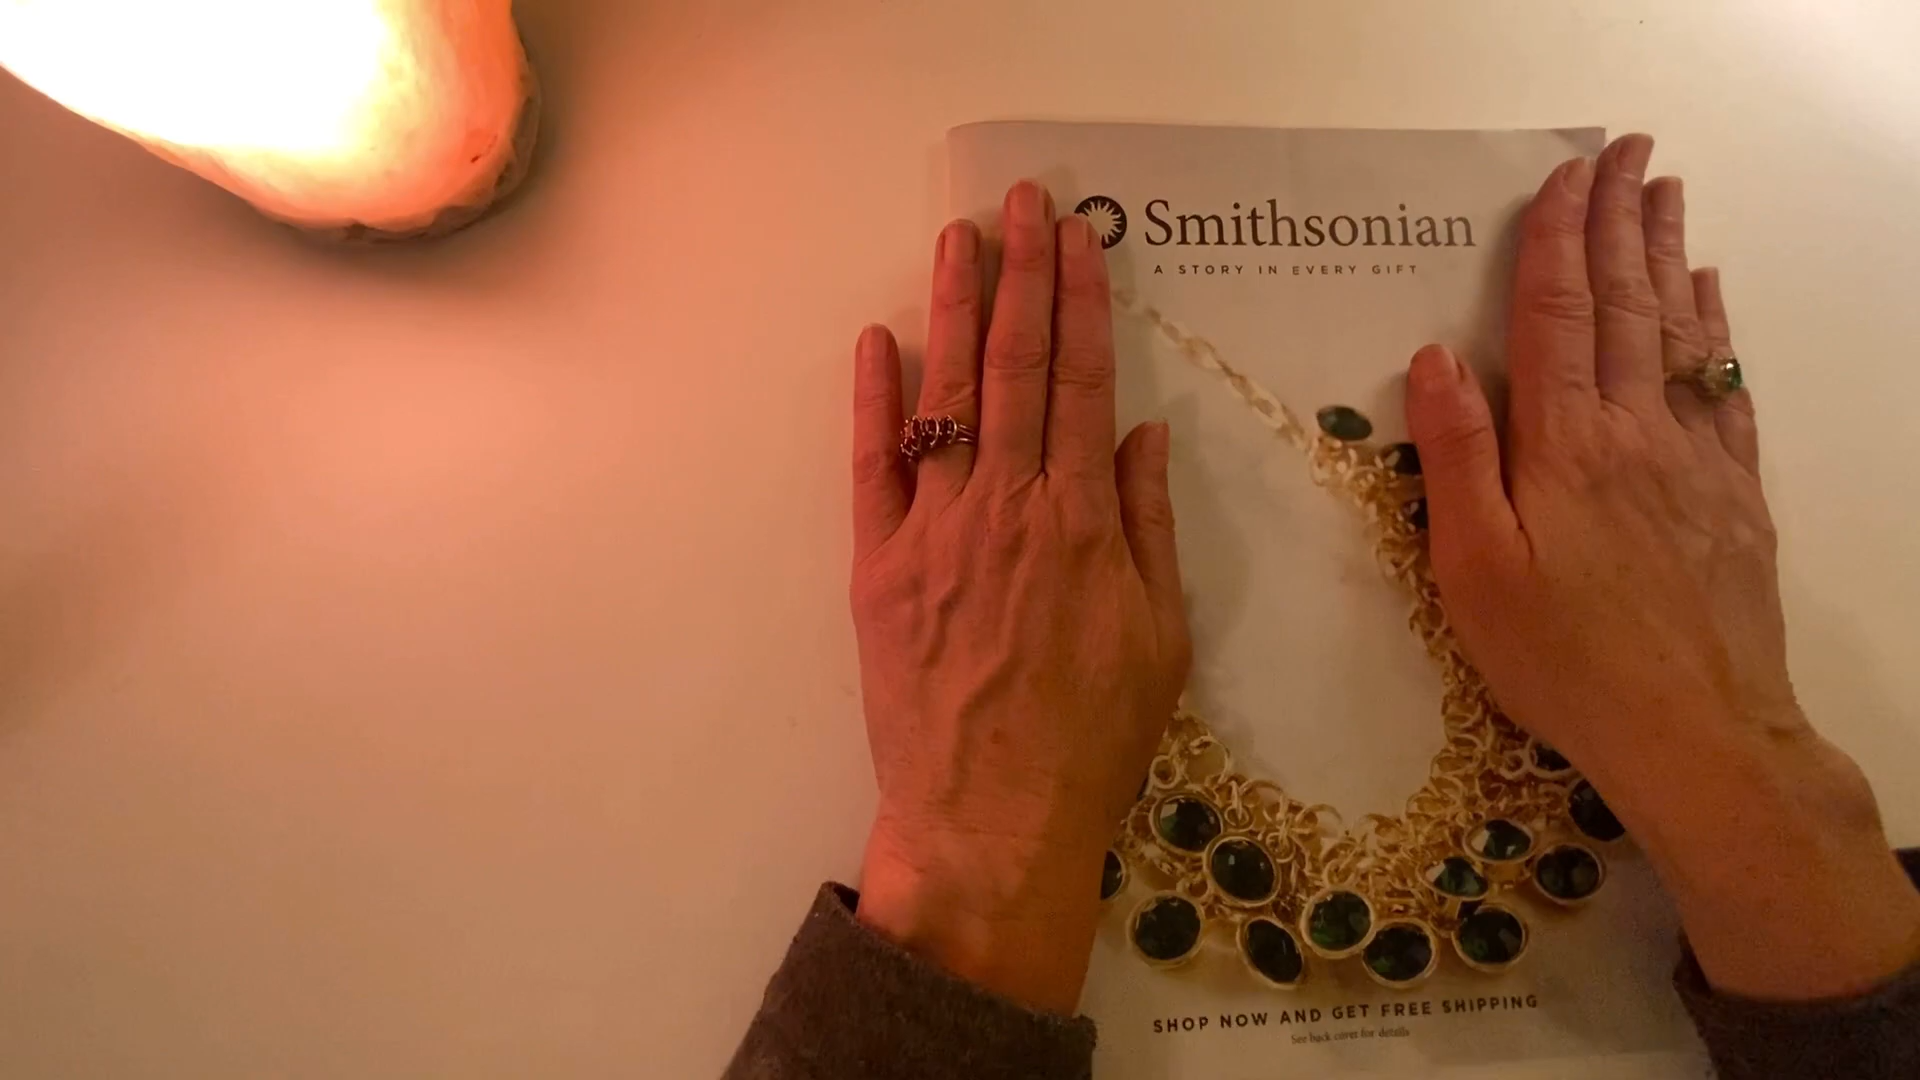 Smithsonian
A STORY IN EVERY GIFT
SHOP NOW AND GET FREE SHIPPING
See back cover for details